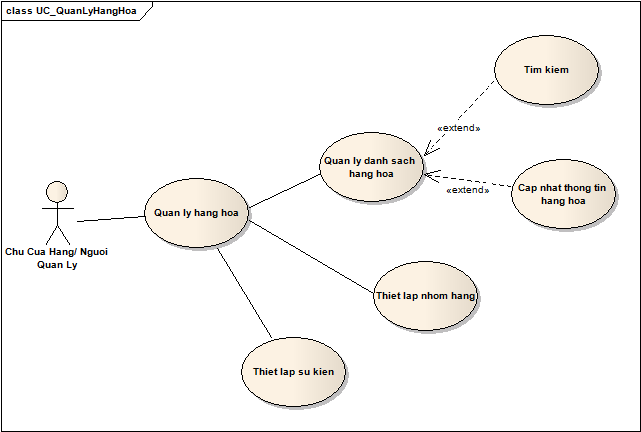 class UC_QuanLyHangHoa
Tim kiem
«extend»
Quan ly danh sach
hang hoa
Cap nhat thong tin
hang hoa
«extend»
Quan ly hang hoa
Chu Cua Hang/ Nguoi
Quan Ly
Thiet lap nhom hang
Thiet lap su kien